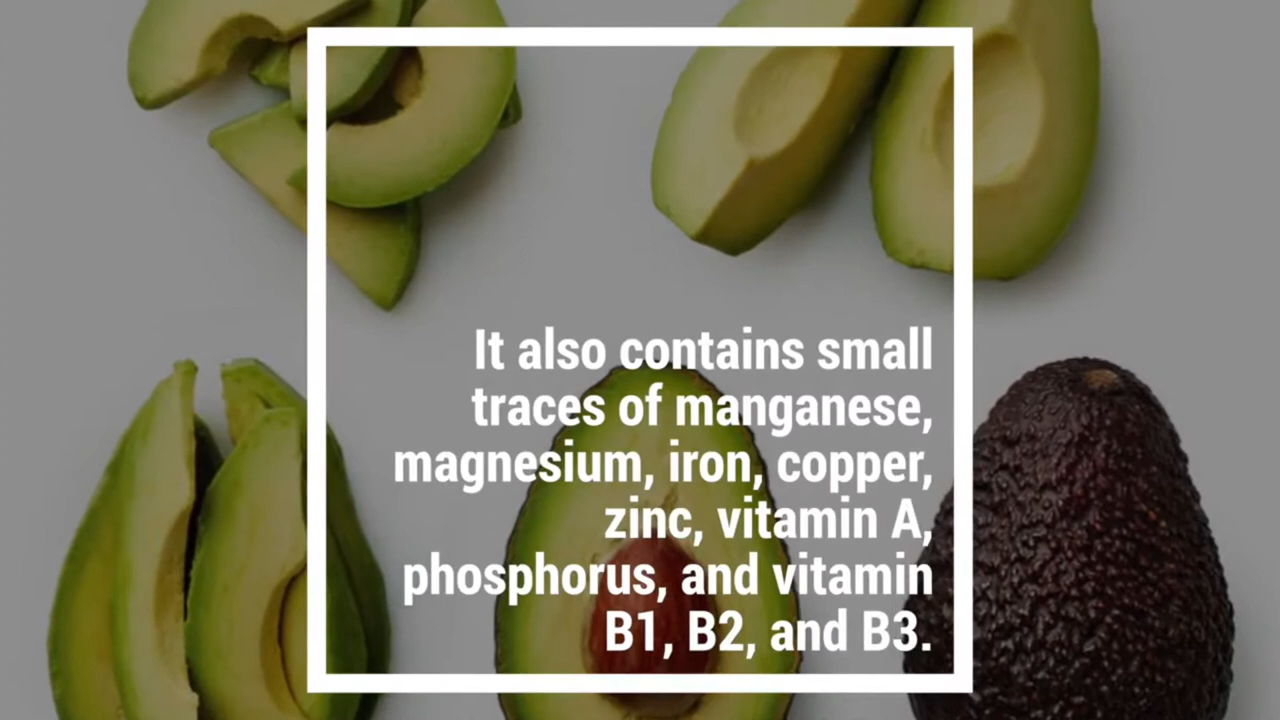 It also contains small
traces of manganese,
magnesium, iron, copper,
zinc, vitamin A,
phosphorus, and vitamin
B1, B2, and B3.